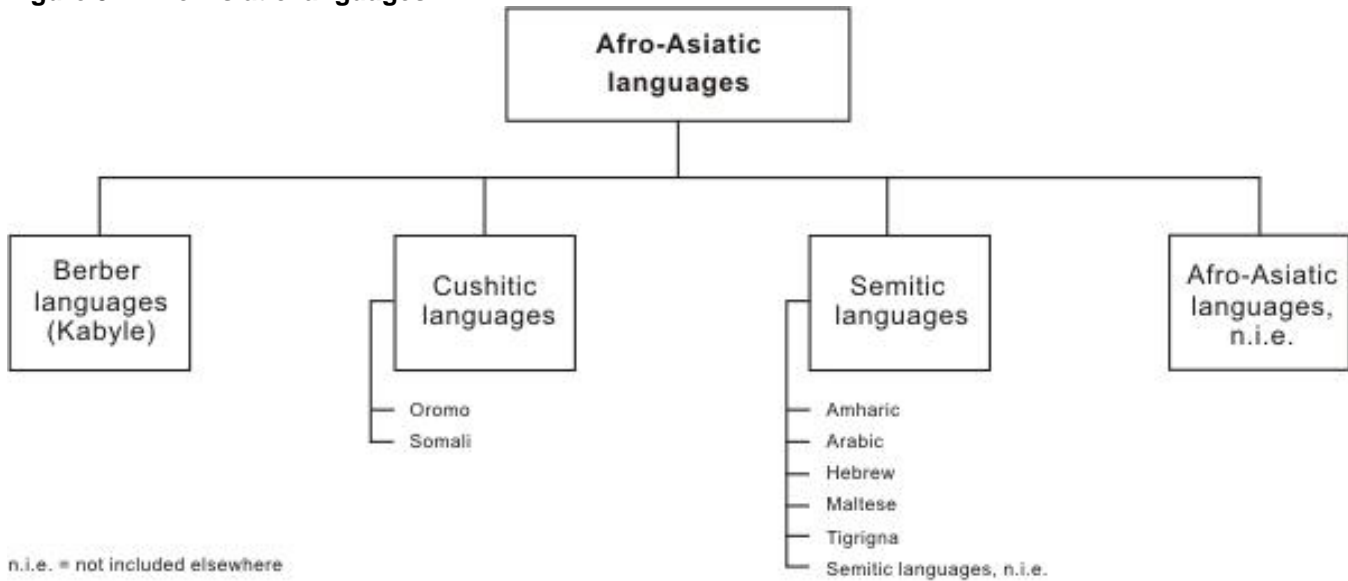 Afro-Asiatic
languages
Berber
languages
(Kabyle)
Cushitic
languages
Oromo
Somali
Semitic
languages
Amharic
Arabic
Hebrew
Maltese
Tigrigna
Semitic languages, n.i.e.
Afro-Asiatic
languages,
n.i.e.
n.i.e. = not included elsewhere